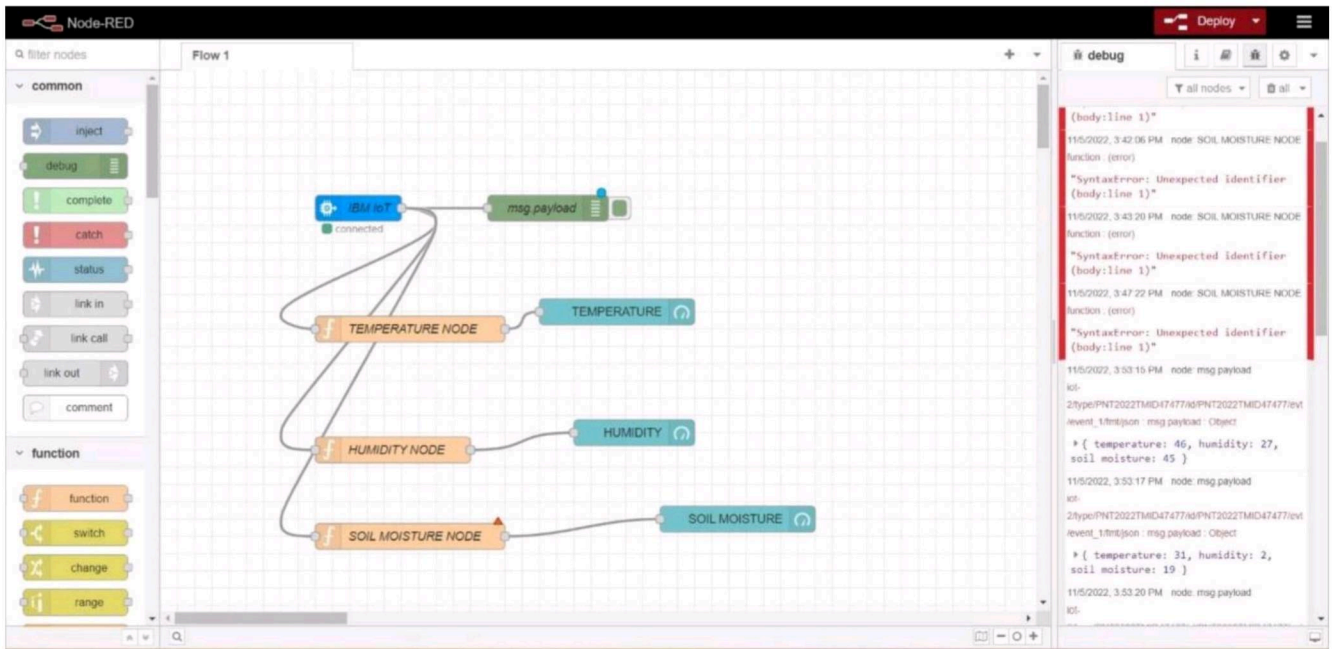 Node-RED
Deploy
filter nodes
common
inject
debug
complete
catch
status
link in
link call
link out
comment
function
function
switch
change
range
Flow 1
IBM IoT
connected
msg.payload
TEMPERATURE NODE
TEMPERATURE
HUMIDITY NODE
HUMIDITY
SOIL MOISTURE NODE
SOIL MOISTURE
debug
all nodes
all
(body:line 1)"
11/5/2022, 3:42:06 PM node: SOIL MOISTURE NODE
function : (error)
"SyntaxError: Unexpected identifier
(body:line 1)"
11/5/2022, 3:43:20 PM node: SOIL MOISTURE NODE
function : (error)
"SyntaxError: Unexpected identifier
(body:line 1)"
11/5/2022, 3:47:22 PM node: SOIL MOISTURE NODE
function : (error)
"SyntaxError: Unexpected identifier
(body:line 1)"
11/5/2022, 3:53:15 PM node: msg.payload
iot-
2/type/PNT2022TMID47477/id/PNT2022TMID47477/evt
/event_1/fmt/json : msg.payload : Object
{ temperature: 46, humidity: 27,
soil moisture: 45 }
11/5/2022, 3:53:17 PM node: msg.payload
iot-
2/type/PNT2022TMID47477/id/PNT2022TMID47477/evt
/event_1/fmt/json : msg.payload : Object
{ temperature: 31, humidity: 2,
soil moisture: 19 }
11/5/2022, 3:53:20 PM node: msg.payload
iot-